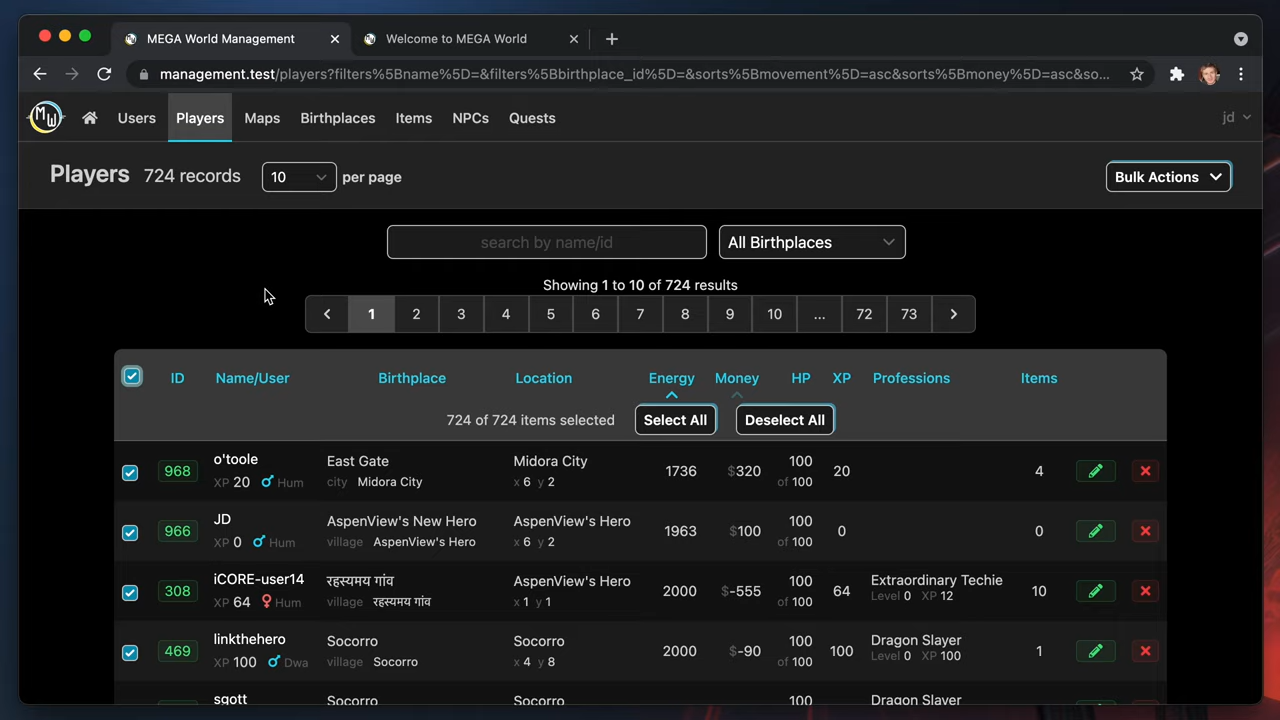 MEGA World Management
Welcome to MEGA World
management.test/players?filters%5Bname%5D=&filters%5Bbirthplace_id%5D=&sorts%5Bmovement%5D=asc&sorts%5Bmoney%5D=asc&so...
MW Users Players Maps Birthplaces Items NPCs Quests jd
Players 724 records 10 per page Bulk Actions
search by name/id All Birthplaces
Showing 1 to 10 of 724 results
1 2 3 4 5 6 7 8 9 10 ... 72 73
ID Name/User Birthplace Location Energy Money HP XP Professions Items
724 of 724 items selected Select All Deselect All
968 o'toole East Gate Midora City 1736 $320 100 20 4
XP 20 Hum city Midora City x 6 y 2 of 100
966 JD AspenView's New Hero AspenView's Hero 1963 $100 100 0 0
XP 0 Hum village AspenView's Hero x 6 y 2 of 100
308 iCORE-user14 रहस्यमय गांव AspenView's Hero 2000 $-555 100 64 Extraordinary Techie 10
XP 64 Hum village रहस्यमय गांव x 1 y 1 of 100 Level 0 XP 12
469 linkthehero Socorro Socorro 2000 $-90 100 100 Dragon Slayer 1
XP 100 Dwa village Socorro x 4 y 8 of 100 Level 0 XP 100
sgott Socorro Socorro 100 Dragon Slayer